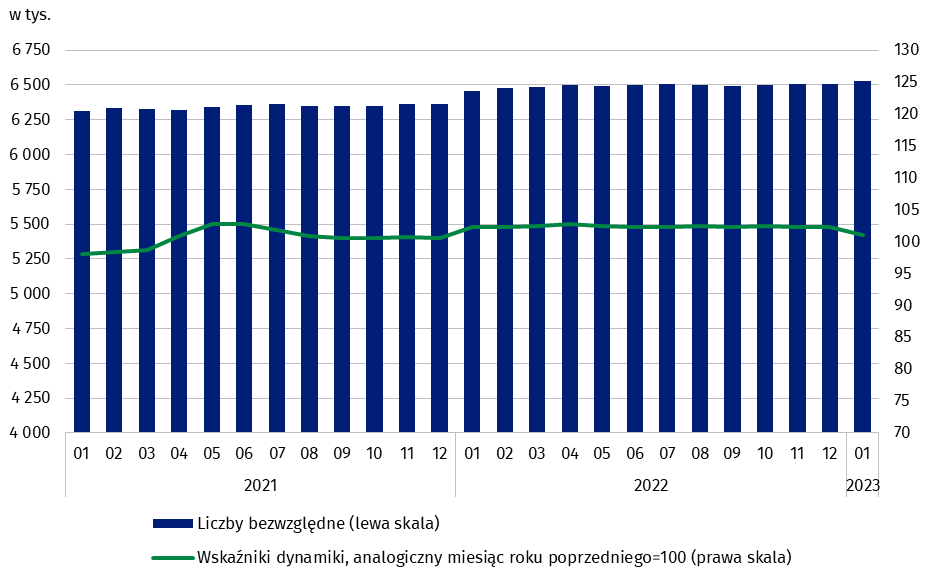 w tys.
6 750 130
6 500 125
6 250 120
6 000 115
5 750 110
5 500 105
5 250 100
5 000 95
4 750 90
4 500 85
4 250 80
4 000 75
70
01 02 03 04 05 06 07 08 09 10 11 12 01 02 03 04 05 06 07 08 09 10 11 12 01
2021 2022 2023
Liczby bezwzględne (lewa skala)
Wskaźniki dynamiki, analogiczny miesiąc roku poprzedniego=100 (prawa skala)